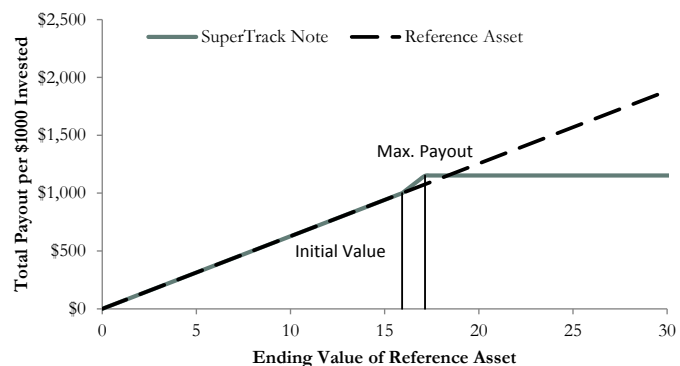 $2,500
SuperTrack Note
Reference Asset
$2,000
$1,500
Max. Payout
$1,000
$500
Initial Value
$0
0
5
10
15
20
25
30
Total Payout per $1000 Invested
Ending Value of Reference Asset